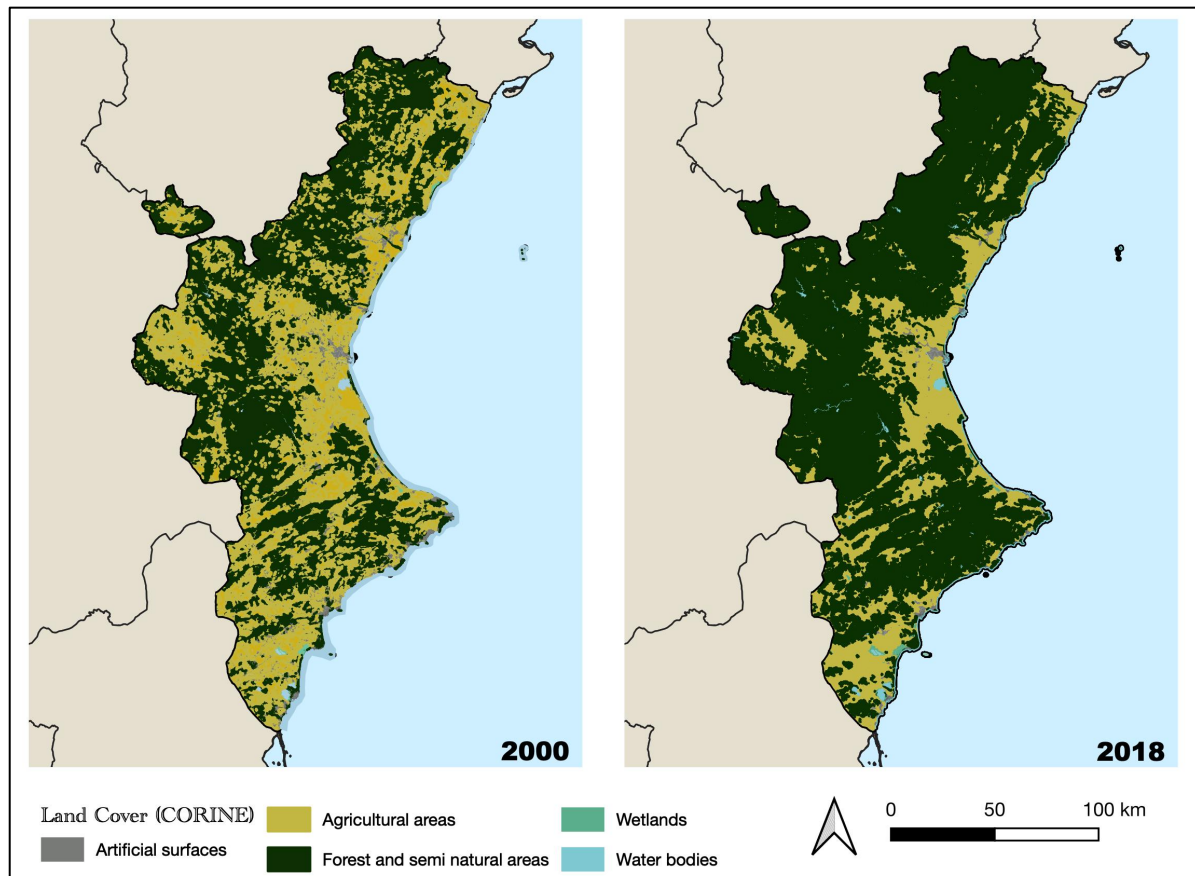 2000
2018
Land Cover (CORINE)
Artificial surfaces
Agricultural areas
Forest and semi natural areas
Wetlands
Water bodies
0 50 100 km